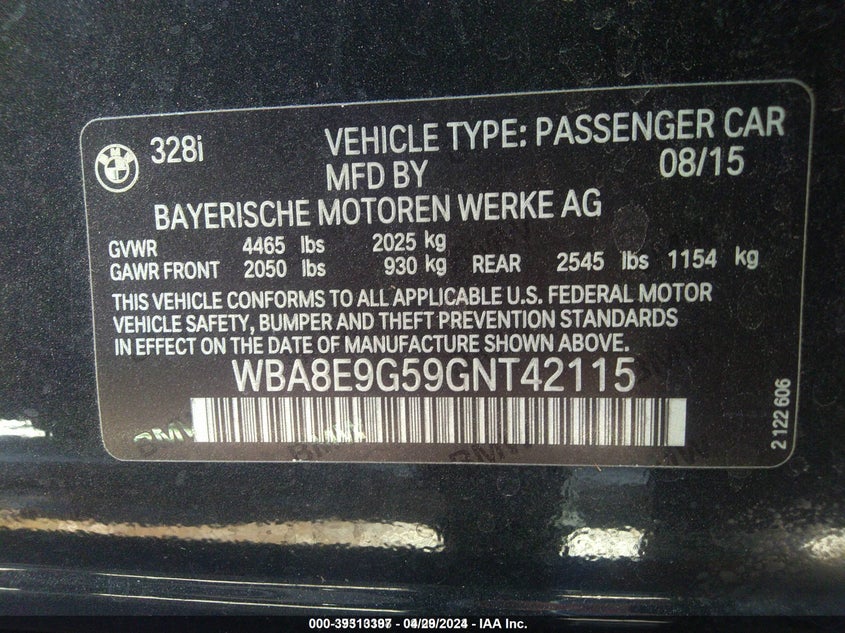 328i
VEHICLE TYPE: PASSENGER CAR
MFD BY 08/15
BAYERISCHE MOTOREN WERKE AG
GVWR 4465 lbs 2025 kg
GAWR FRONT 2050 lbs 930 kg REAR 2545 lbs 1154 kg
THIS VEHICLE CONFORMS TO ALL APPLICABLE U.S. FEDERAL MOTOR
VEHICLE SAFETY, BUMPER AND THEFT PREVENTION STANDARDS
IN EFFECT ON THE DATE OF MANUFACTURE SHOWN ABOVE.
WBA8E9G59GNT42115
2 122 606
IAA Inc.